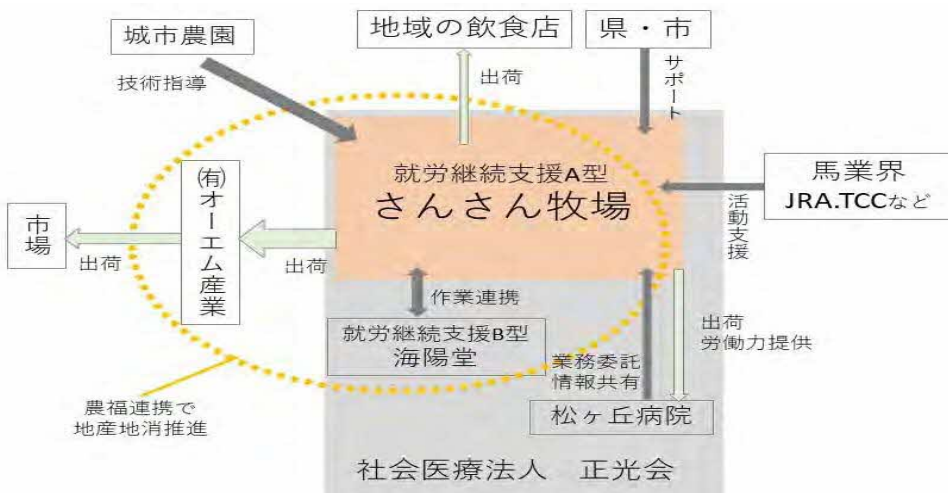 城市農園
地域の飲食店
県・市
技術指導
出荷
サポート
就労継続支援A型
さんさん牧場
馬業界
JRA.TCCなど
活動支援
㈲オーエム産業
市場
出荷
出荷
作業連携
就労継続支援B型
海陽堂
出荷
労働力提供
業務委託
情報共有
松ヶ丘病院
農福連携で
地産地消推進
社会医療法人 正光会